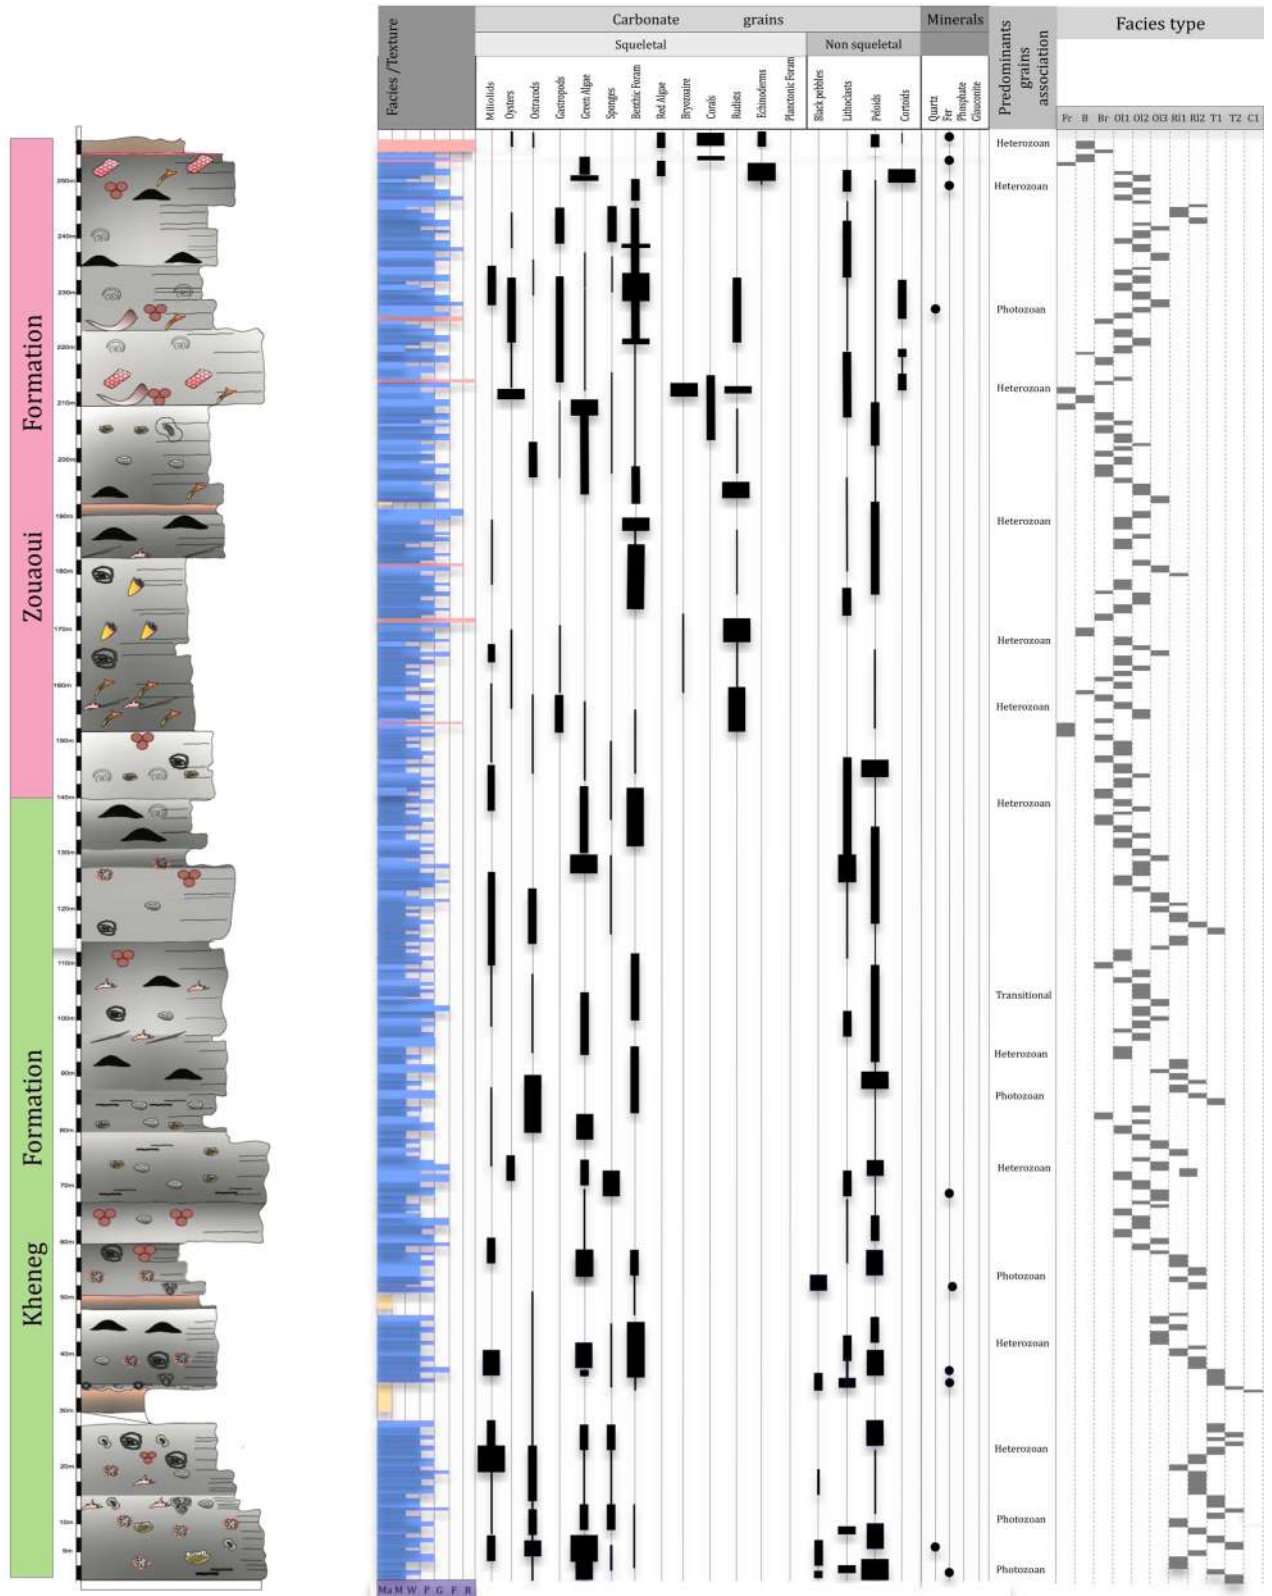 Carbonate grains
Minerals
Facies type
Squeletal
Non squeletal
Facies /Texture
Miliolids
Oysters
Ostracods
Gastropods
Green Algae
Sponges
Benthic Foram
Red Algae
Bryozoaire
Corals
Rudists
Echinoderms
Planctonic Foram
Black pebbles
Lithoclasts
Peloids
Cortoids
Quartz
Fer
Phosphate
Glauconite
Predominants
grains
association
Fr B Br Ol1 Ol2 Ol3 Ri1 Ri2 T1 T2 C1
Zouaoui Formation
Kheneg Formation
250m
240m
230m
220m
210m
200m
190m
180m
170m
160m
150m
140m
130m
120m
110m
100m
90m
80m
70m
60m
50m
40m
30m
20m
10m
5m
Heterozoan
Heterozoan
Photozoan
Heterozoan
Heterozoan
Heterozoan
Heterozoan
Heterozoan
Transitional
Heterozoan
Photozoan
Heterozoan
Photozoan
Heterozoan
Heterozoan
Photozoan
Photozoan
Ma M W P G F R